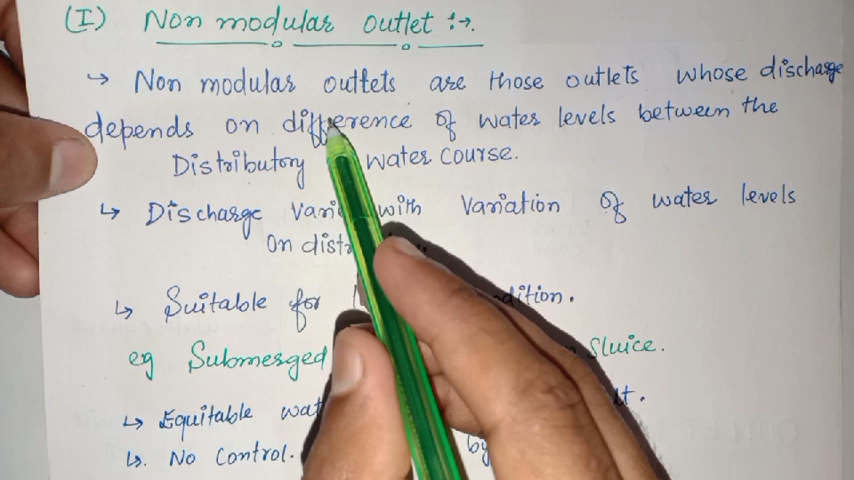 (I) Non modular outlet :→.
→ Non modular outlets are those outlets whose discharge
depends on difference of water levels between the
Distributory water course.
↳ Discharge with variation of water levels
On
↳ Suitable for
eg Submerged sluice.
↳ Equitable
↳. No control. by